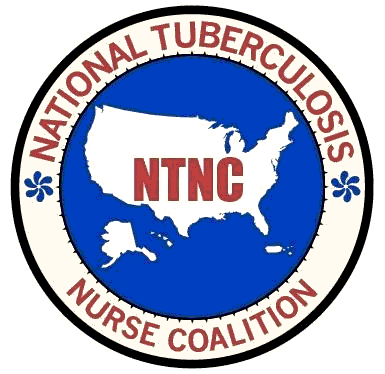 NATIONAL TUBERCULOSIS
NTNC
NURSE COALITION